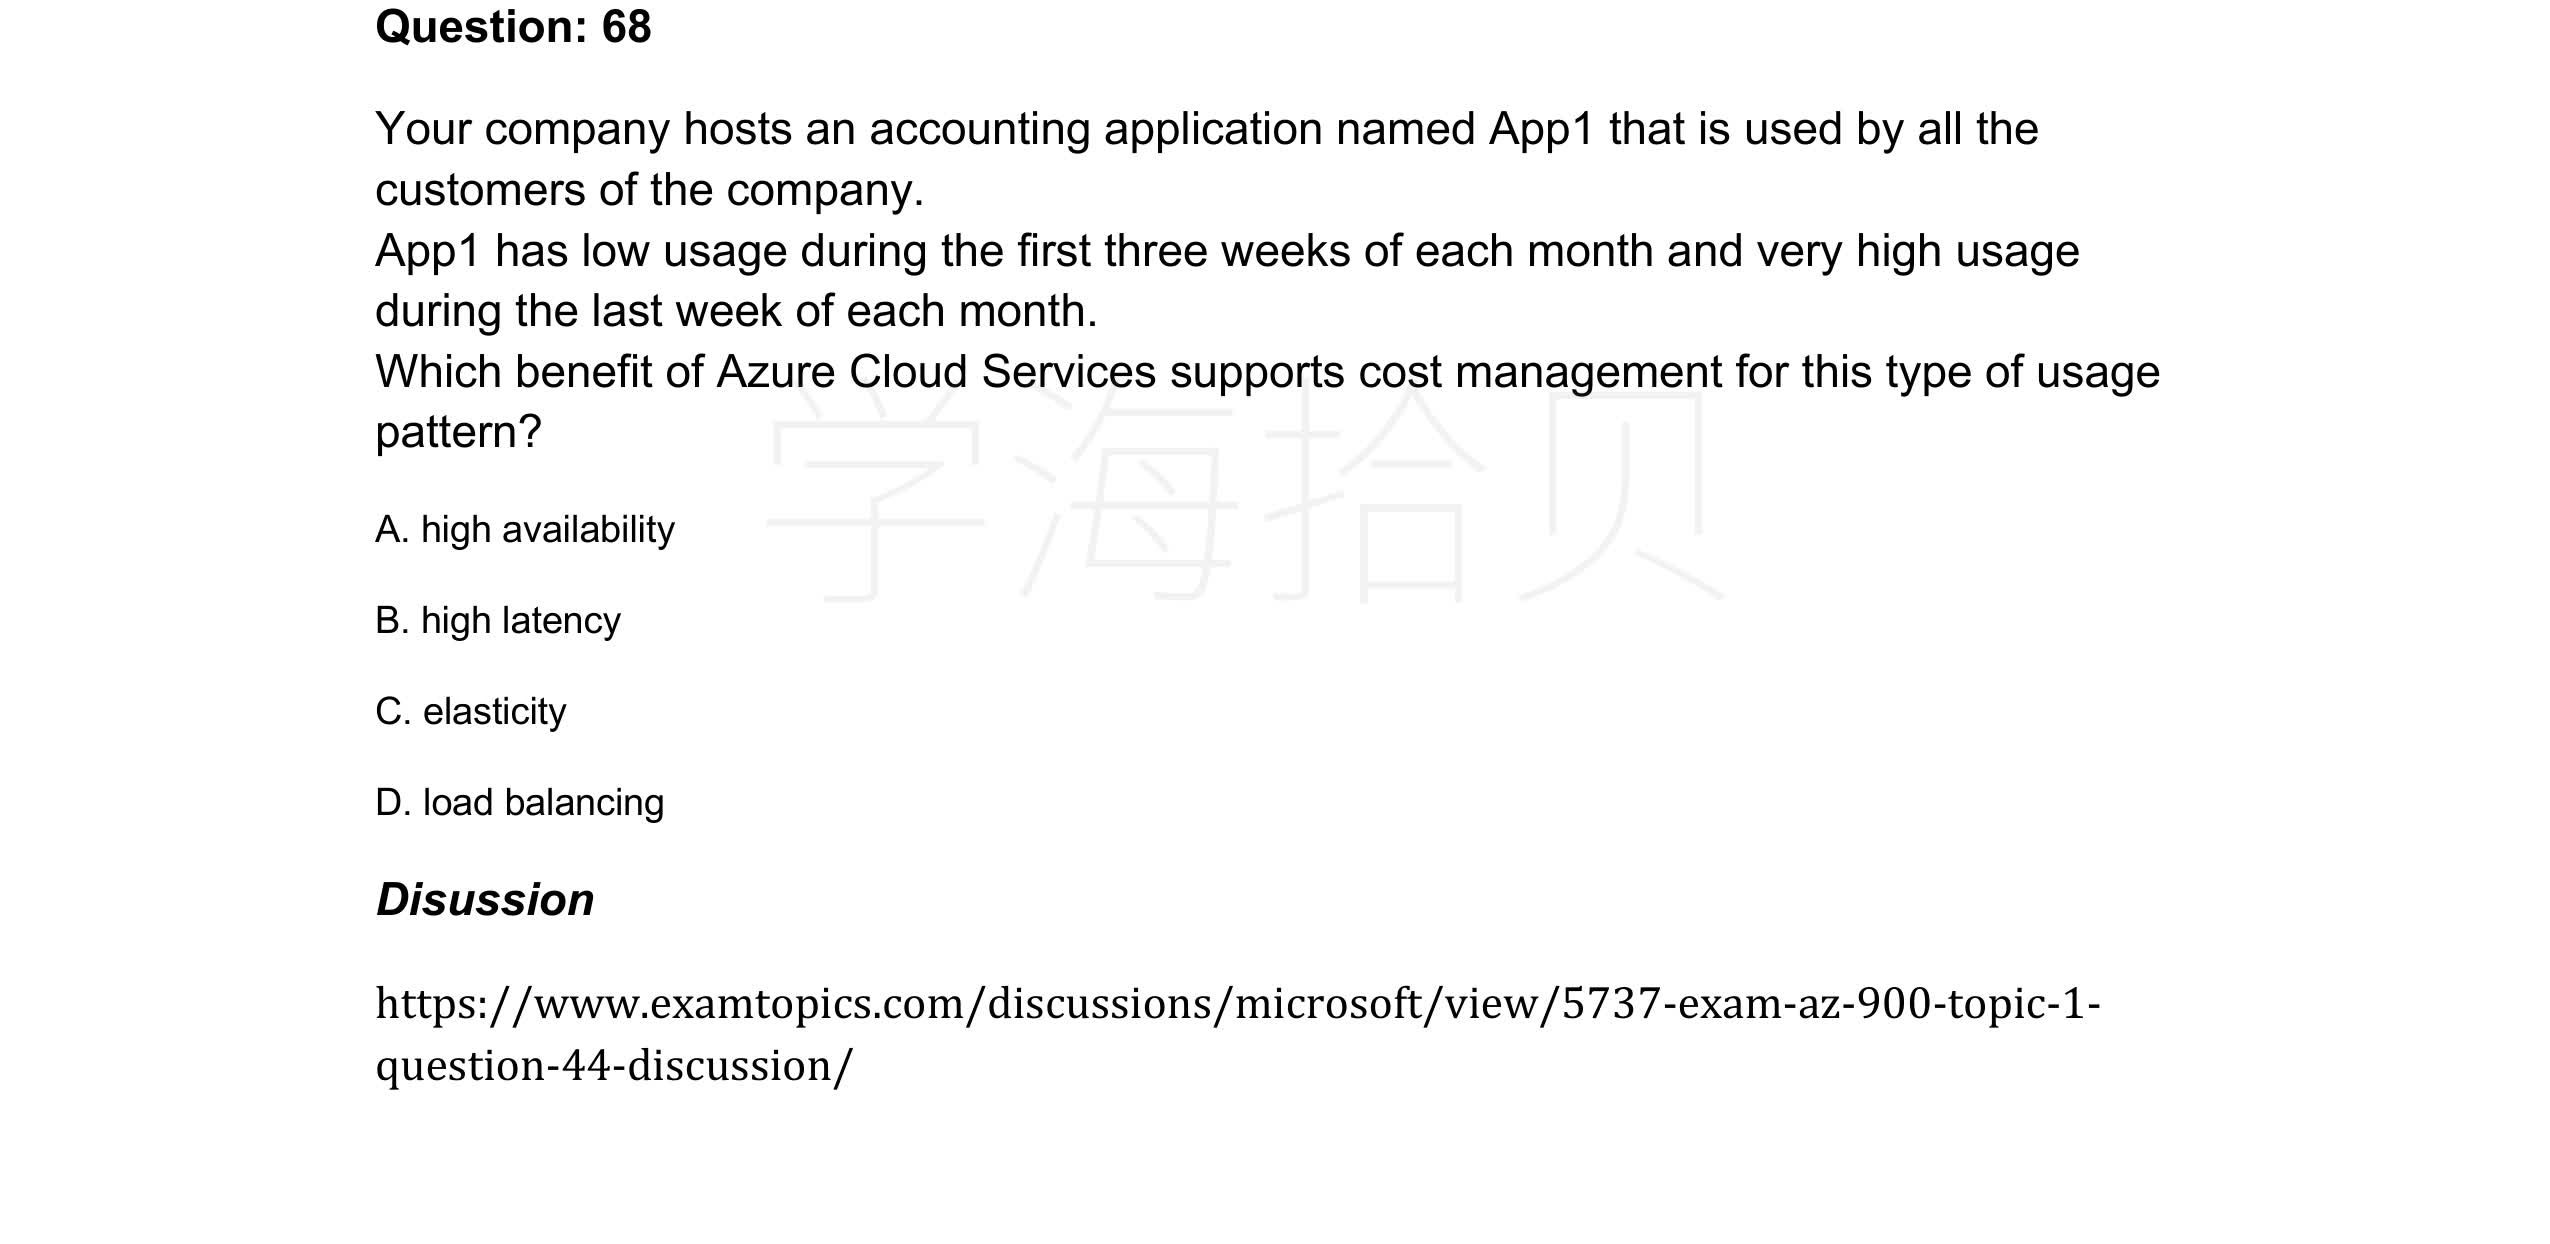 Question: 68
Your company hosts an accounting application named App1 that is used by all the
customers of the company.
App1 has low usage during the first three weeks of each month and very high usage
during the last week of each month.
Which benefit of Azure Cloud Services supports cost management for this type of usage
pattern?
学海拾贝
A. high availability
B. high latency
C. elasticity
D. load balancing
Disussion
https://www.examtopics.com/discussions/microsoft/view/5737-exam-az-900-topic-1-
question-44-discussion/